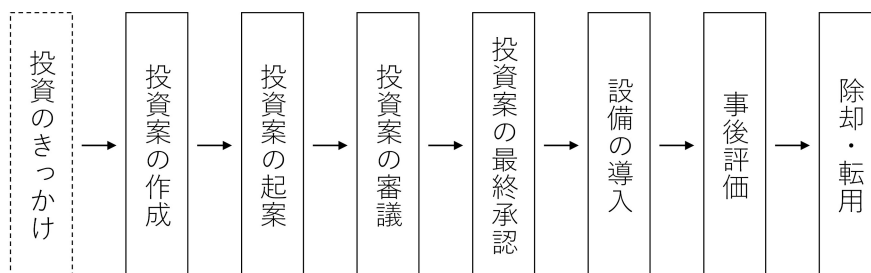 投資のきっかけ
投資案の作成
投資案の起案
投資案の審議
投資案の最終承認
設備の導入
事後評価
除却・転用